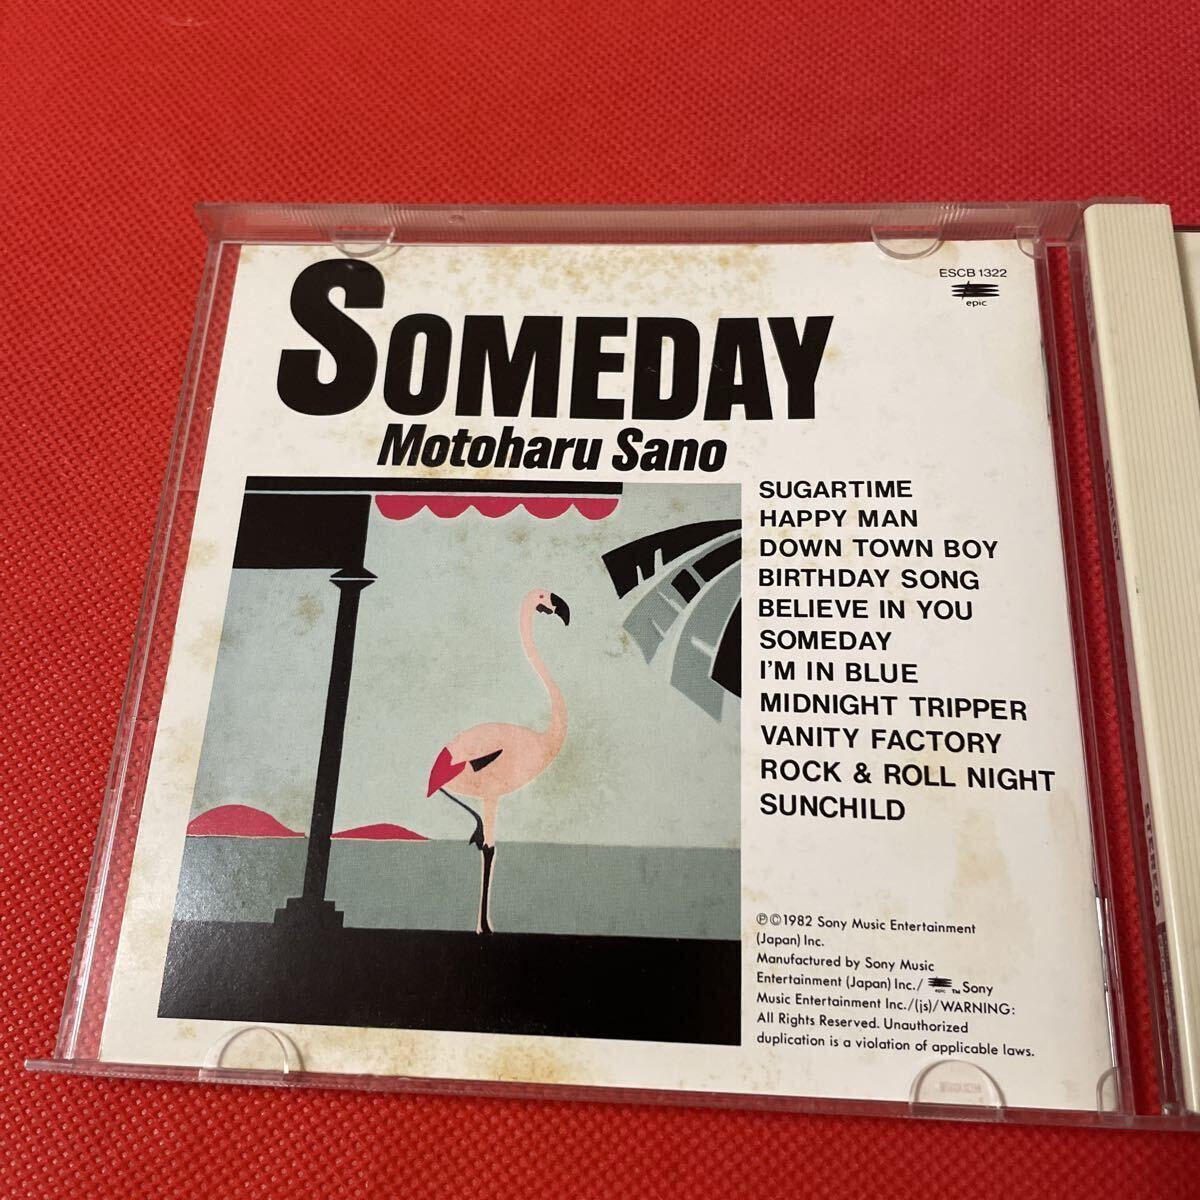 SOMEDAY
Motoharu Sano
ESCB 1322
epic
SUGARTIME
HAPPY MAN
DOWN TOWN BOY
BIRTHDAY SONG
BELIEVE IN YOU
SOMEDAY
I'M IN BLUE
MIDNIGHT TRIPPER
VANITY FACTORY
ROCK & ROLL NIGHT
SUNCHILD
℗©1982 Sony Music Entertainment
(Japan) Inc.
Manufactured by Sony Music
Entertainment (Japan) Inc./ epic ™ Sony
Music Entertainment Inc./(js)/WARNING:
All Rights Reserved. Unauthorized
duplication is a violation of applicable laws.
STEREO